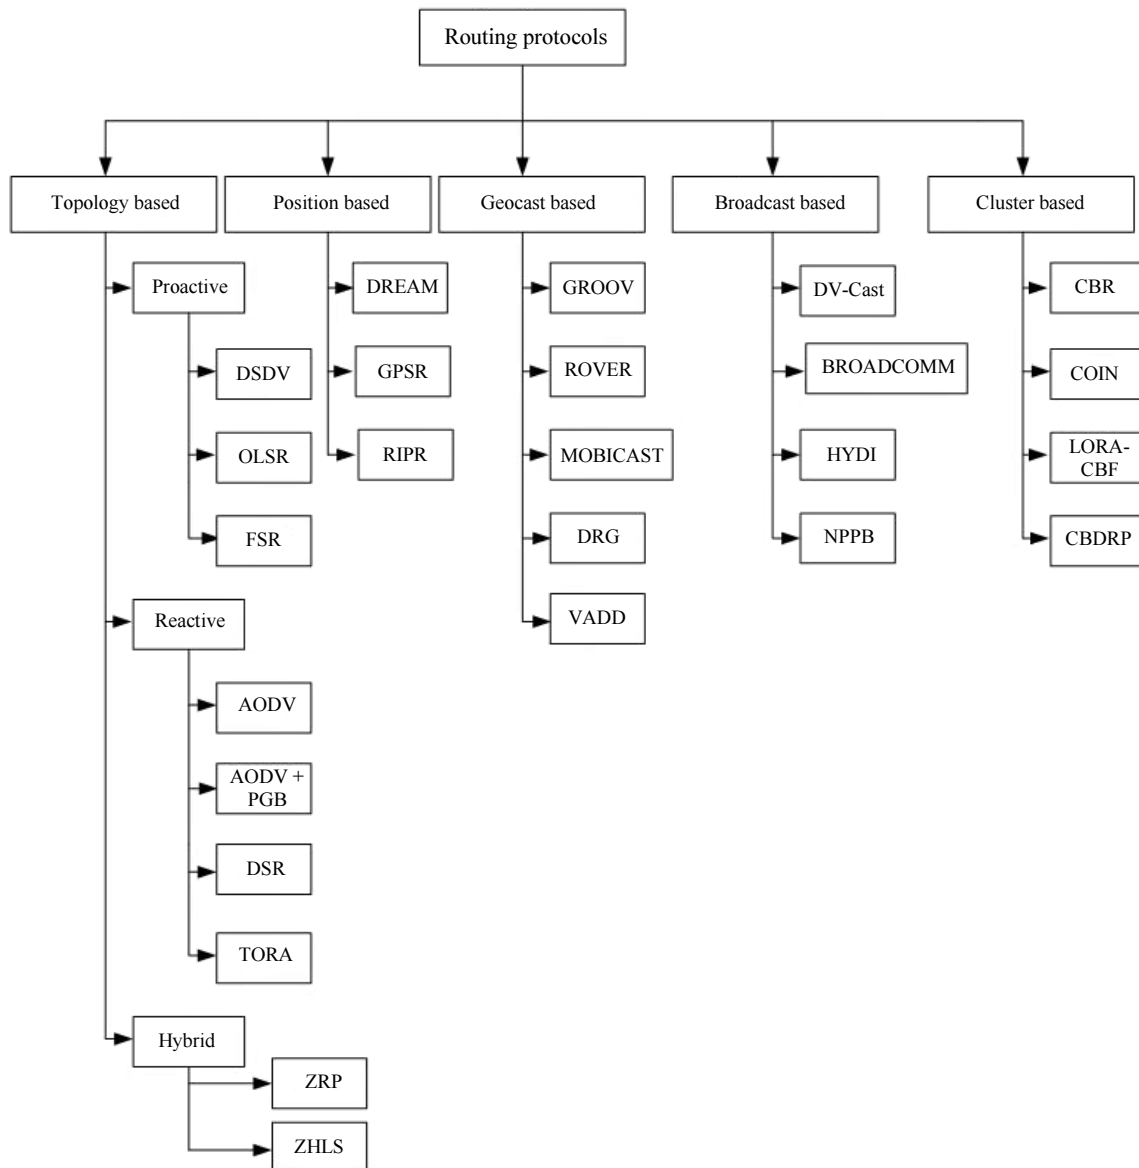 Routing protocols
Topology based
Position based
Geocast based
Broadcast based
Cluster based
Proactive
DSDV
OLSR
FSR
Reactive
AODV
AODV +
PGB
DSR
TORA
Hybrid
ZRP
ZHLS
DREAM
GPSR
RIPR
GROOV
ROVER
MOBICAST
DRG
VADD
DV-Cast
BROADCOMM
HYDI
NPPB
CBR
COIN
LORA-
CBF
CBDRP